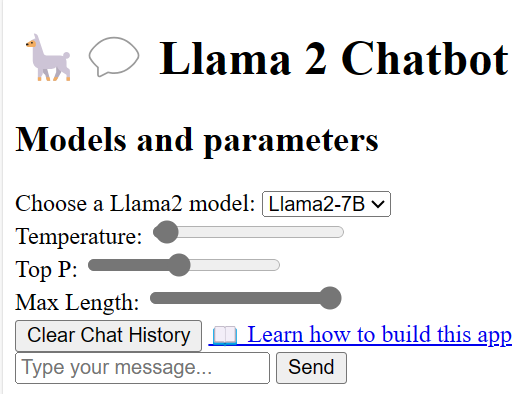 Llama 2 Chatbot
Models and parameters
Choose a Llama2 model: Llama2-7B
Temperature:
Top P:
Max Length:
Clear Chat History Learn how to build this app
Type your message... Send